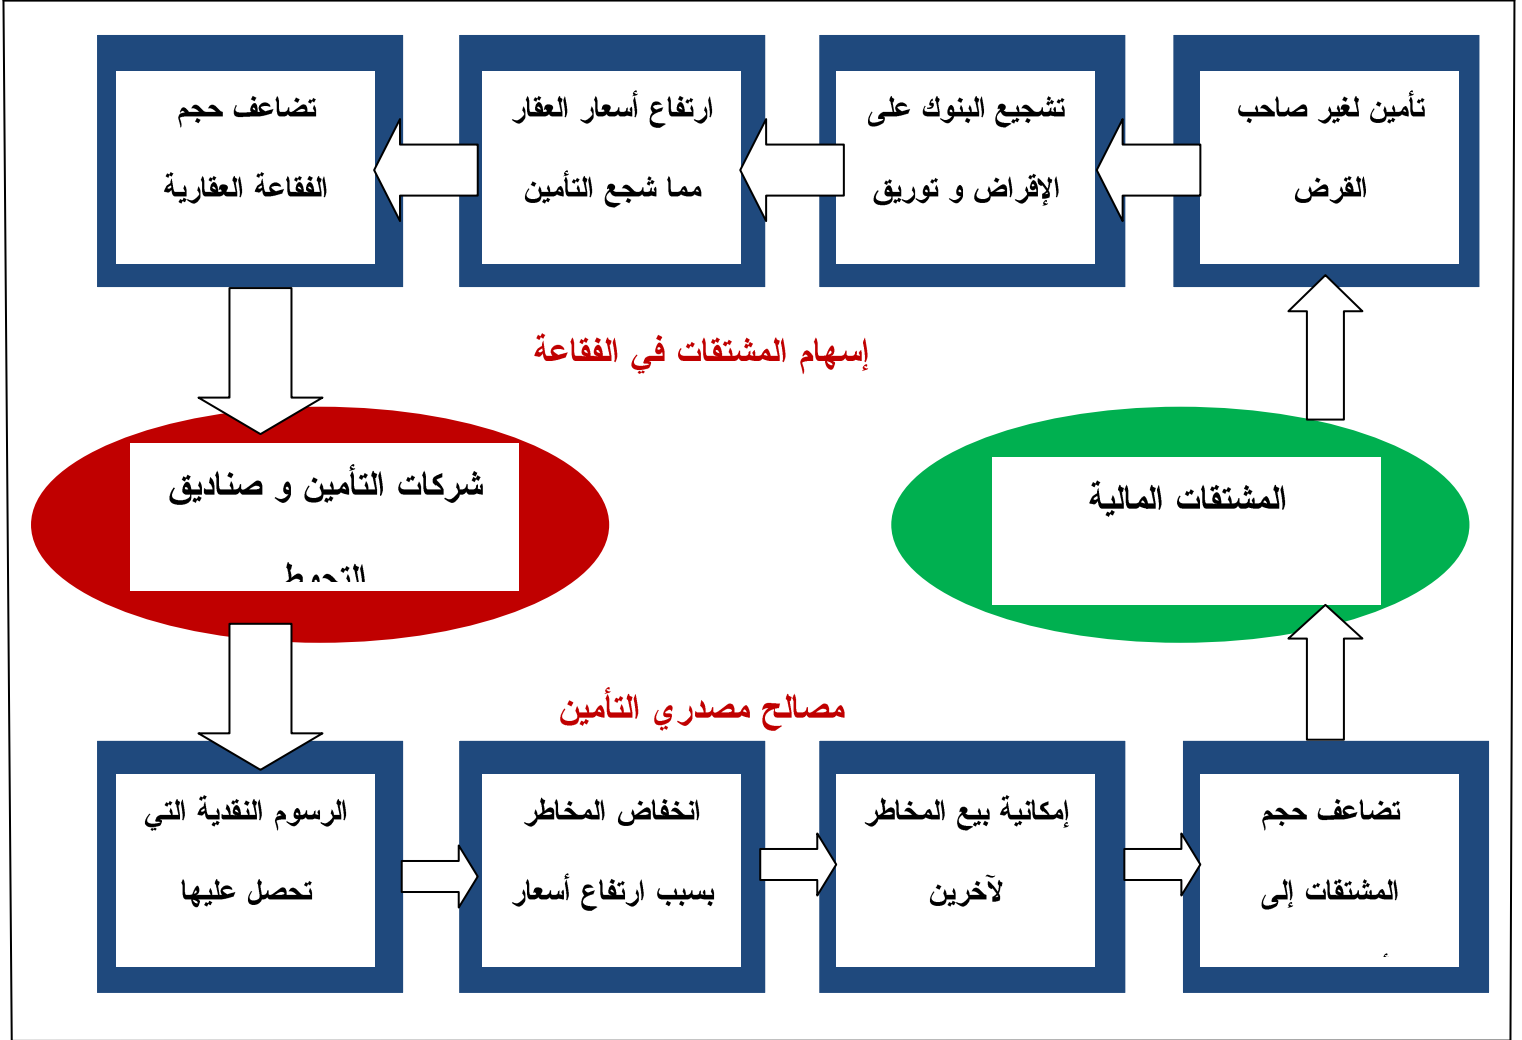 تأمين لغير صاحب
القرض
تشجيع البنوك على
الإقراض و توريق
ارتفاع أسعار العقار
مما شجع التأمين
تضاعف حجم
الفقاعة العقارية
إسهام المشتقات في الفقاعة
المشتقات المالية
شركات التأمين و صناديق
التحوط
مصالح مصدري التأمين
الرسوم النقدية التي
تحصل عليها
انخفاض المخاطر
بسبب ارتفاع أسعار
إمكانية بيع المخاطر
لآخرين
تضاعف حجم
المشتقات إلى